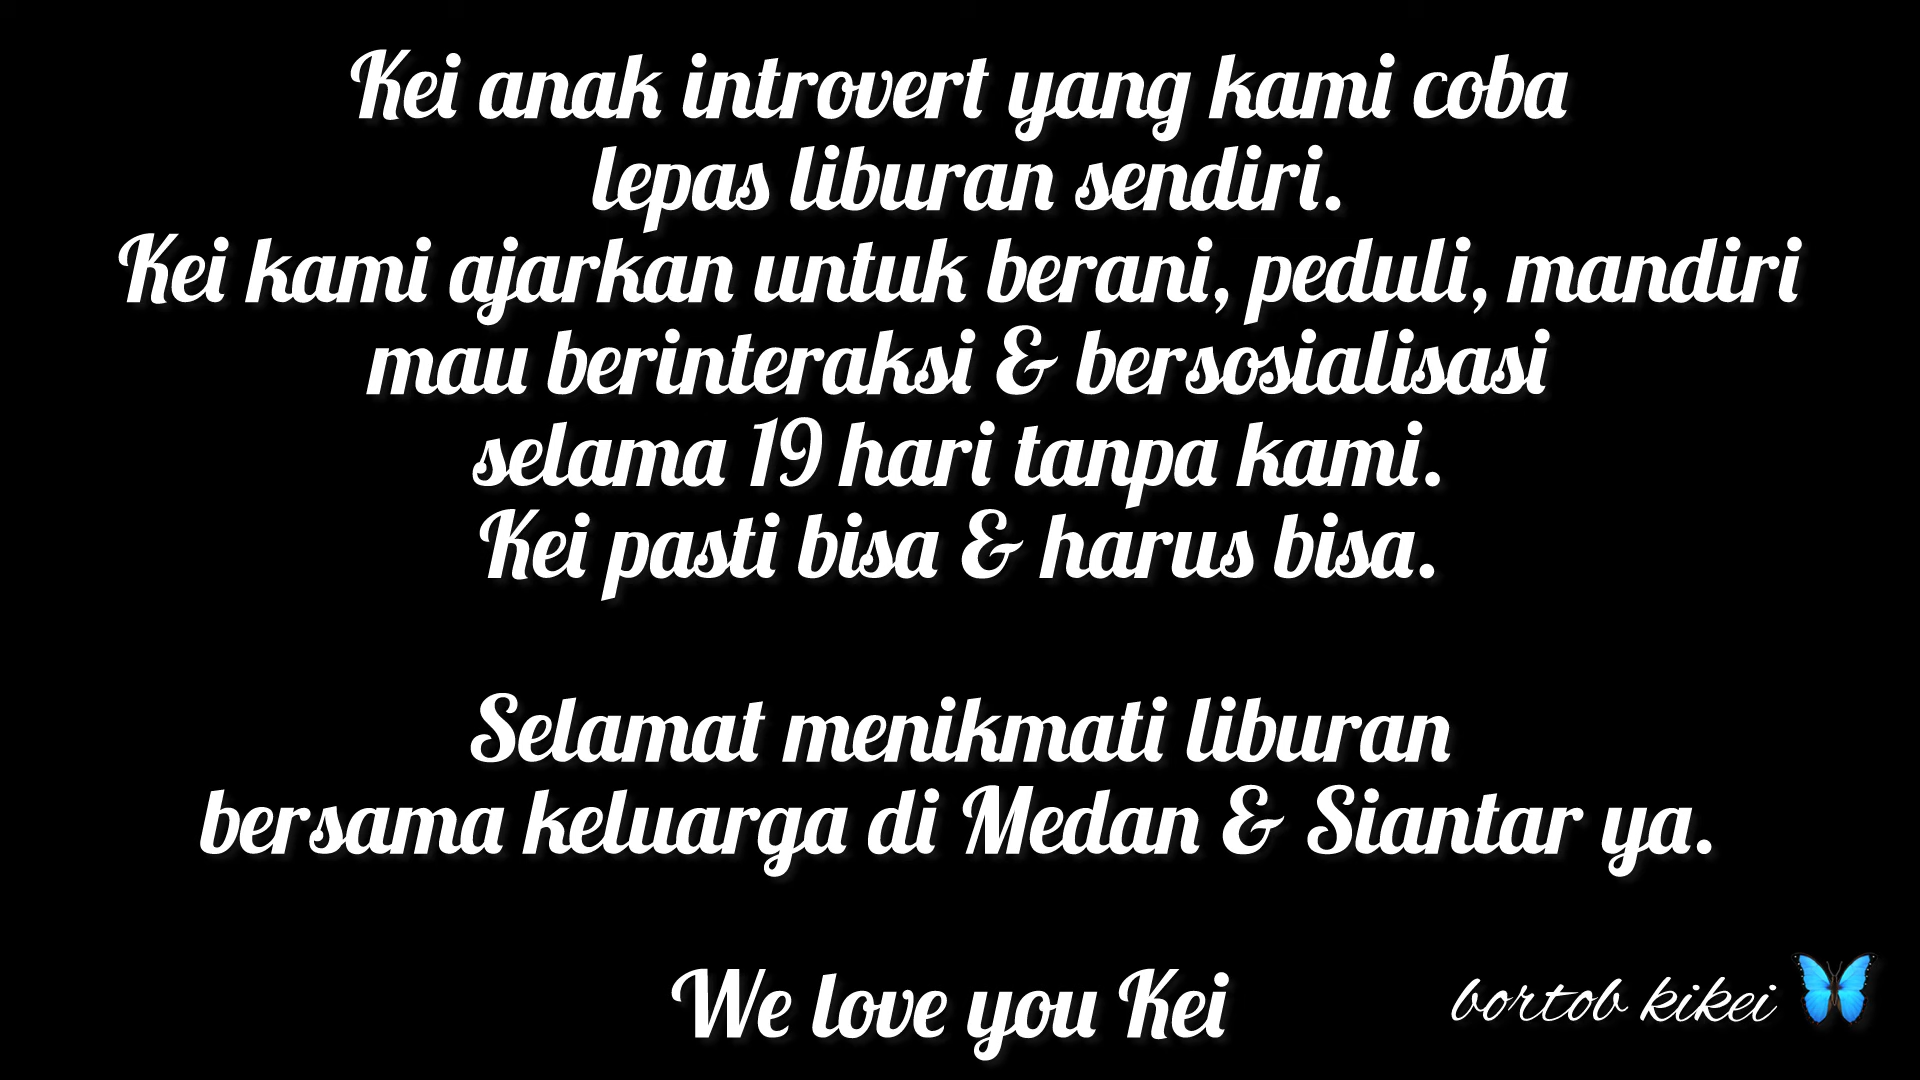 Kei anak introvert yang kami coba
lepas liburan sendiri.
Kei kami ajarkan untuk berani, peduli, mandiri
mau berinteraksi & bersosialisasi
selama 19 hari tanpa kami.
Kei pasti bisa & harus bisa.
Selamat menikmati liburan
bersama keluarga di Medan & Siantar ya.
We love you Kei
bortob kikei